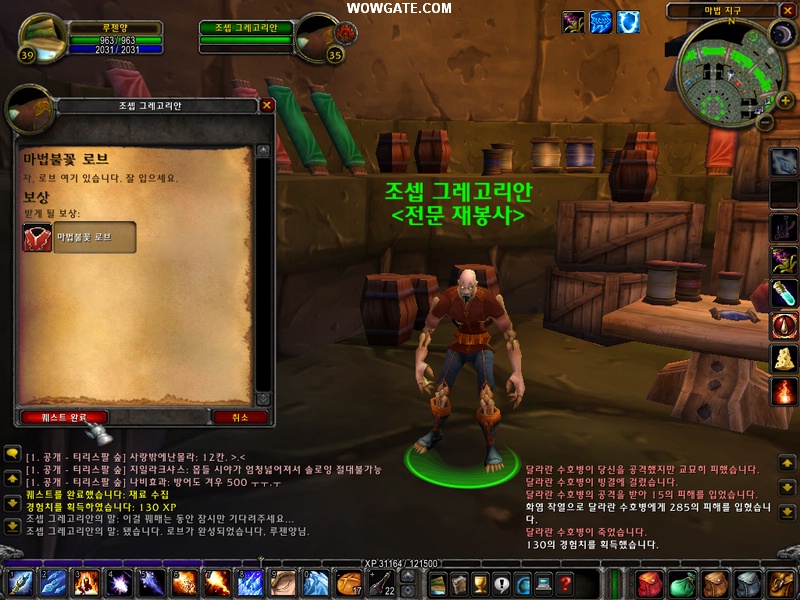 WOWGATE.COM
루젠양
963 / 963
2031 / 2031
39
조셉 그레고리안
35
마법 지구
N
조셉 그레고리안
마법불꽃 로브
자, 로브 여기 있습니다. 잘 입으세요.
보상
받게 될 보상:
마법불꽃 로브
퀘스트 완료
취소
조셉 그레고리안
<전문 재봉사>
[1. 공개 - 티리스팔 숲] 사랑밖에난몰라: 12칸. >.<
[1. 공개 - 티리스팔 숲] 지일라크샤스: 몹들 시야가 엄청넓어져서 솔로잉 절대불가능
[1. 공개 - 티리스팔 숲] 나비효과: 방어도 겨우 500 ㅜㅜ.ㅜ
퀘스트를 완료했습니다: 재료 수집
경험치를 획득하였습니다: 130 XP
조셉 그레고리안의 말: 이걸 꿰매는 동안 잠시만 기다려주세요...
조셉 그레고리안의 말: 됐습니다. 로브가 완성되었습니다, 루젠양님.
달라란 수호병이 당신을 공격했지만 교묘히 피했습니다.
달라란 수호병이 빙결에 걸렸습니다.
달라란 수호병의 공격을 받아 15의 피해를 입었습니다.
화염 작열으로 달라란 수호병에게 285의 피해를 입혔습니
다.
달라란 수호병이 죽었습니다.
130의 경험치를 획득했습니다.
XP 31164 / 121500
2 3 4 5 6 7 8 9
17
22